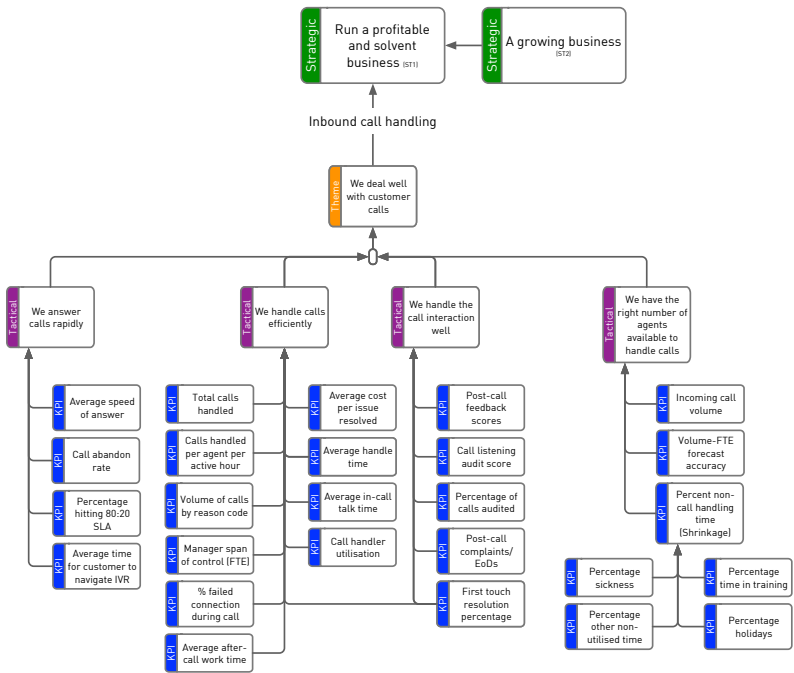 Strategic
Run a profitable
and solvent
business (ST1)
Strategic
A growing business
(ST2)
Inbound call handling
Theme
We deal well
with customer
calls
Tactical
We answer
calls rapidly
Tactical
We handle calls
efficiently
Tactical
We handle the
call interaction
well
Tactical
We have the
right number of
agents
available to
handle calls
KPI
Average speed
of answer
KPI
Call abandon
rate
KPI
Percentage
hitting 80:20
SLA
KPI
Average time
for customer to
navigate IVR
KPI
Total calls
handled
KPI
Calls handled
per agent per
active hour
KPI
Volume of calls
by reason code
KPI
Manager span
of control (FTE)
KPI
% failed
connection
during call
KPI
Average after-
call work time
KPI
Average cost
per issue
resolved
KPI
Average handle
time
KPI
Average in-call
talk time
KPI
Call handler
utilisation
KPI
Post-call
feedback
scores
KPI
Call listening
audit score
KPI
Percentage of
calls audited
KPI
Post-call
complaints/
EoDs
KPI
First touch
resolution
percentage
KPI
Incoming call
volume
KPI
Volume-FTE
forecast
accuracy
KPI
Percent non-
call handling
time
(Shrinkage)
KPI
Percentage
sickness
KPI
Percentage
time in training
KPI
Percentage
other non-
utilised time
KPI
Percentage
holidays